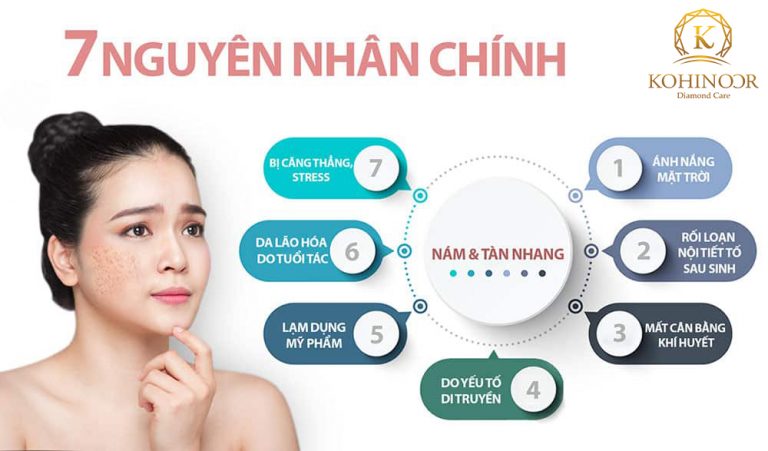 7 NGUYÊN NHÂN CHÍNH
K
KOHINOOR
Diamond Care
NÁM & TÀN NHANG
1
ÁNH NẮNG
MẶT TRỜI
2
RỐI LOẠN
NỘI TIẾT TỐ
SAU SINH
3
MẤT CÂN BẰNG
KHÍ HUYẾT
DO YẾU TỐ
DI TRUYỀN
4
LẠM DỤNG
MỸ PHẨM
5
DA LÃO HÓA
DO TUỔI TÁC
6
BỊ CĂNG THẲNG,
STRESS
7